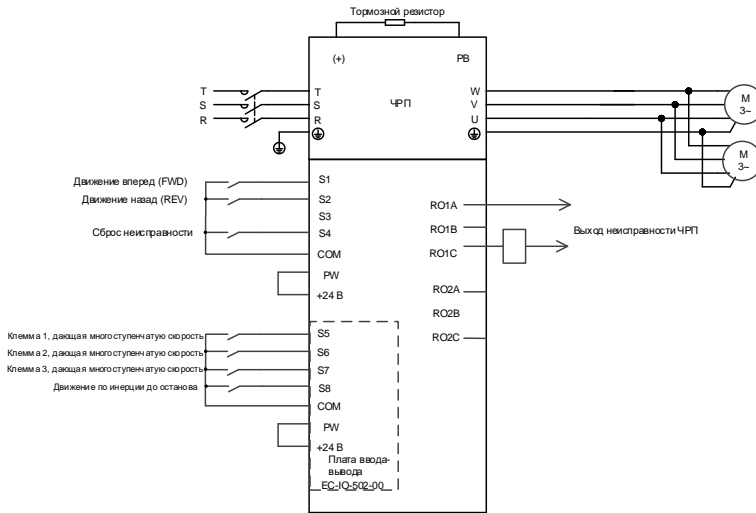 Тормозной резистор
(+)
PB
ЧРП
T
S
R
T
S
R
W
V
U
M
3~
M
3~
Движение вперед (FWD)
Движение назад (REV)
Сброс неисправности
S1
S2
S3
S4
COM
PW
+24 В
RO1A
RO1B
RO1C
RO2A
RO2B
RO2C
Выход неисправности ЧРП
Клемма 1, дающая многоступенчатую скорость
Клемма 2, дающая многоступенчатую скорость
Клемма 3, дающая многоступенчатую скорость
Движение по инерции до останова
S5
S6
S7
S8
COM
PW
+24 В
Плата ввода-
вывода
EC-IO-502-00